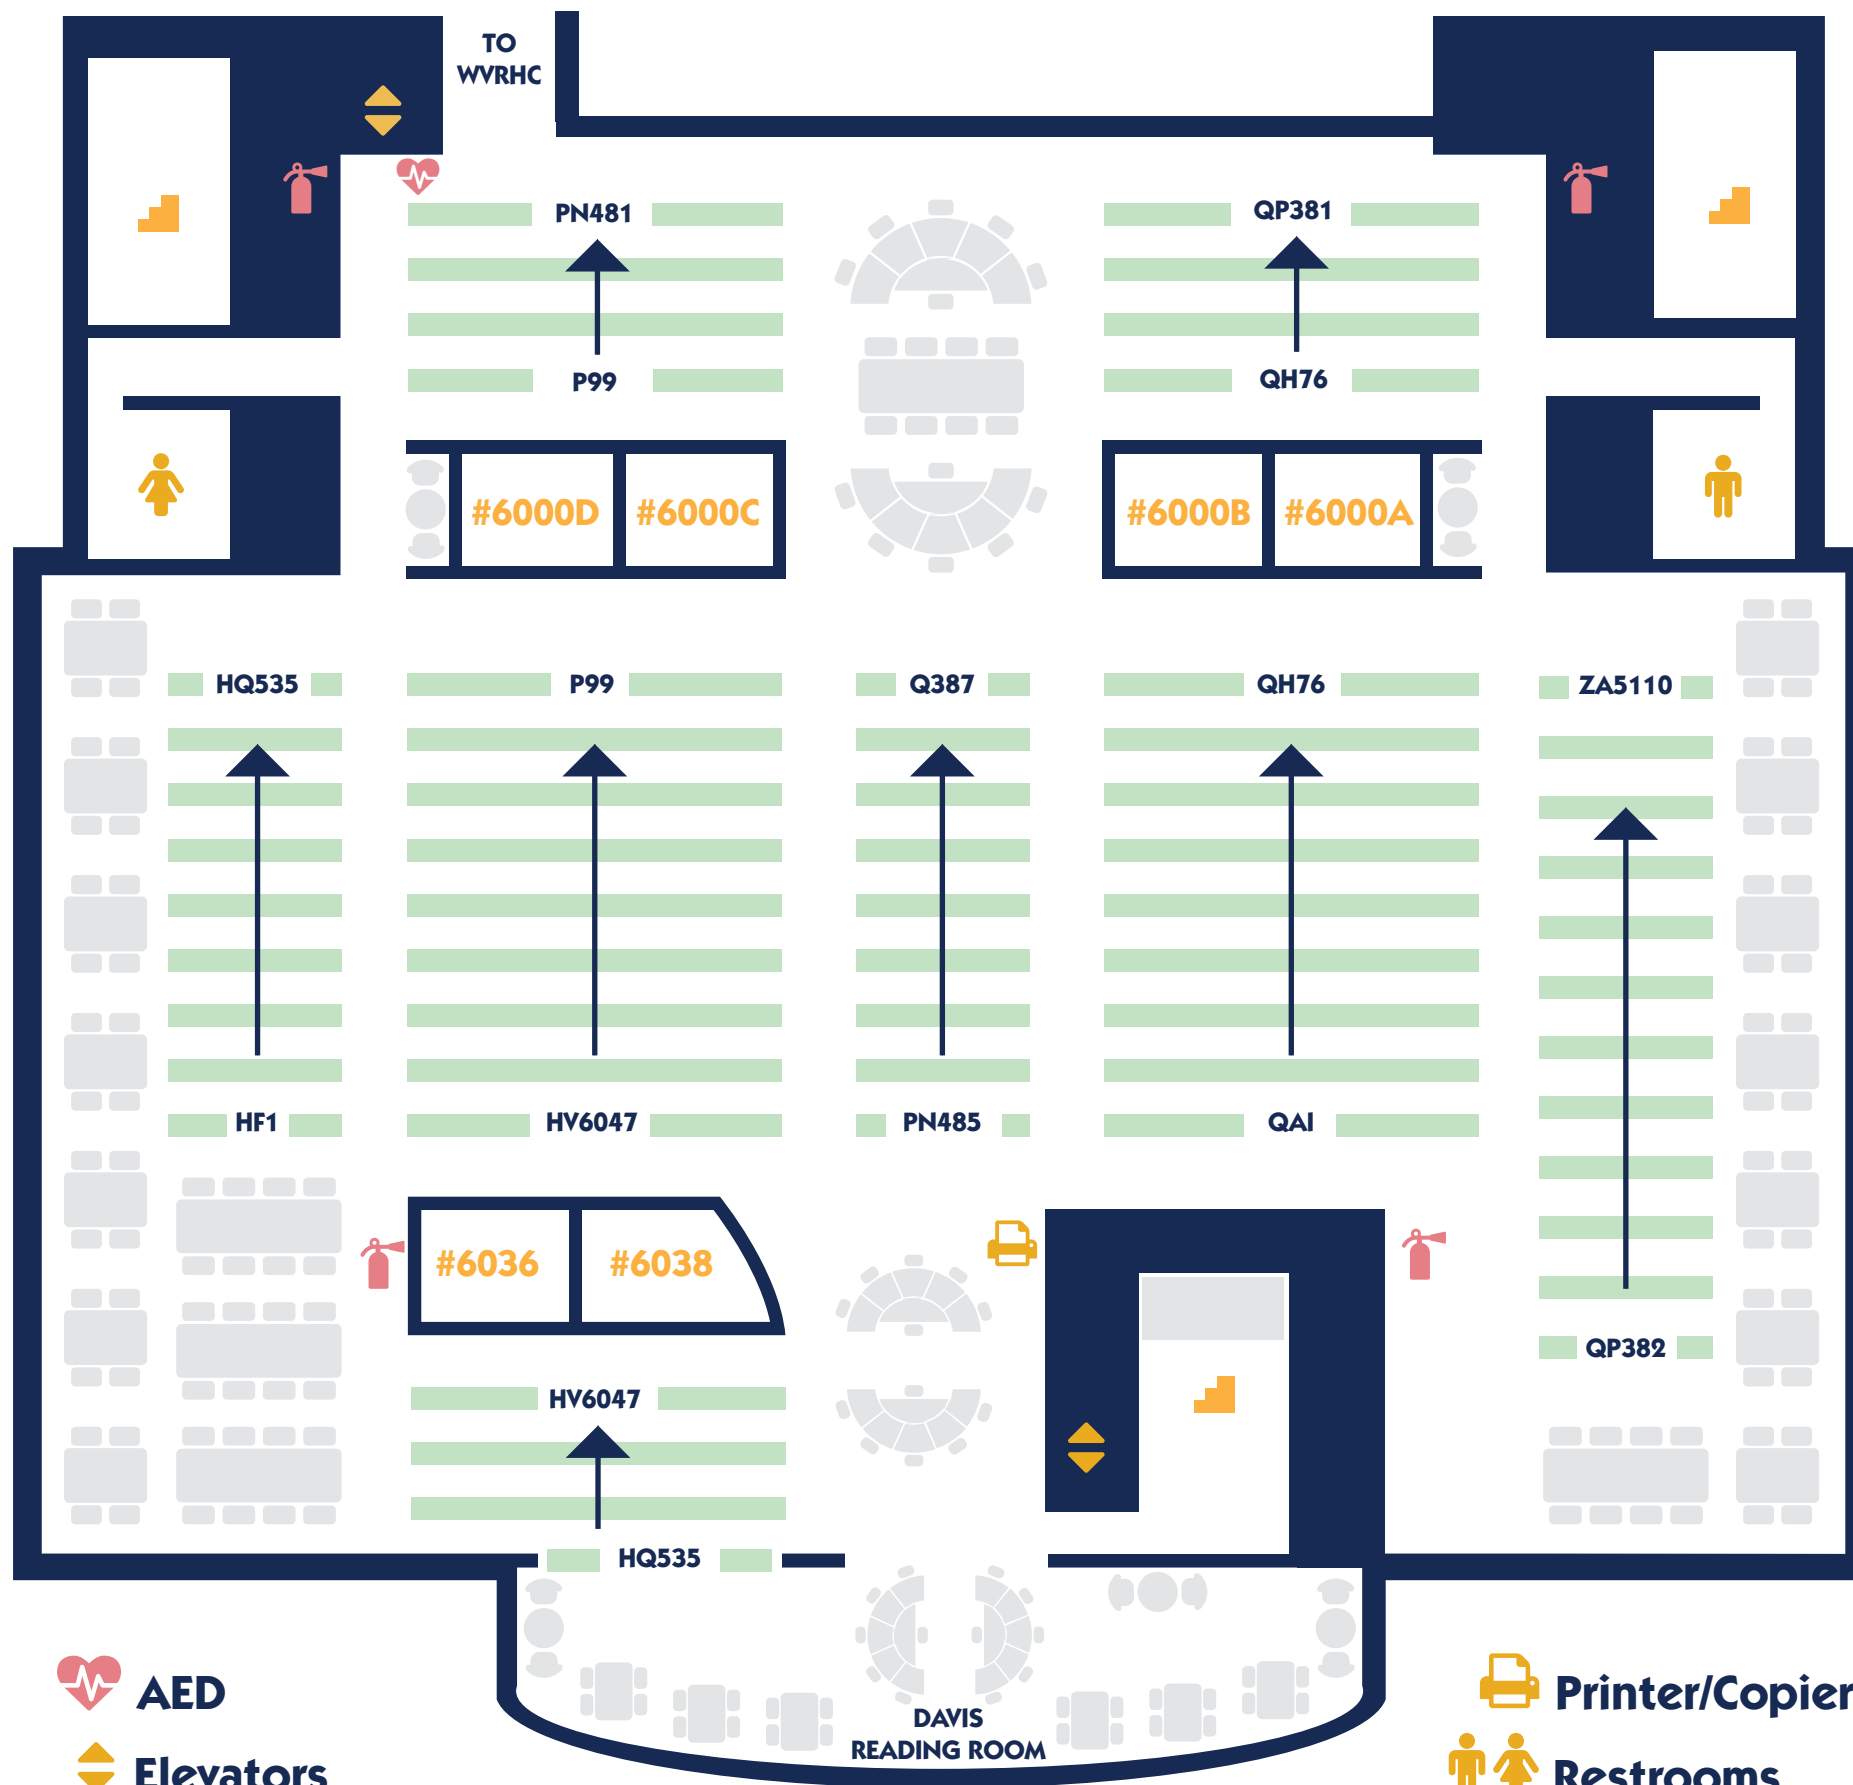 TO
WVRHC
PN481
QP381
P99
QH76
#6000D
#6000C
#6000B
#6000A
HQ535
P99
Q387
QH76
ZA5110
HF1
HV6047
PN485
QA1
#6036
#6038
QP382
HV6047
HQ535
DAVIS
READING ROOM
AED
Printer/Copier
Elevators
Restrooms